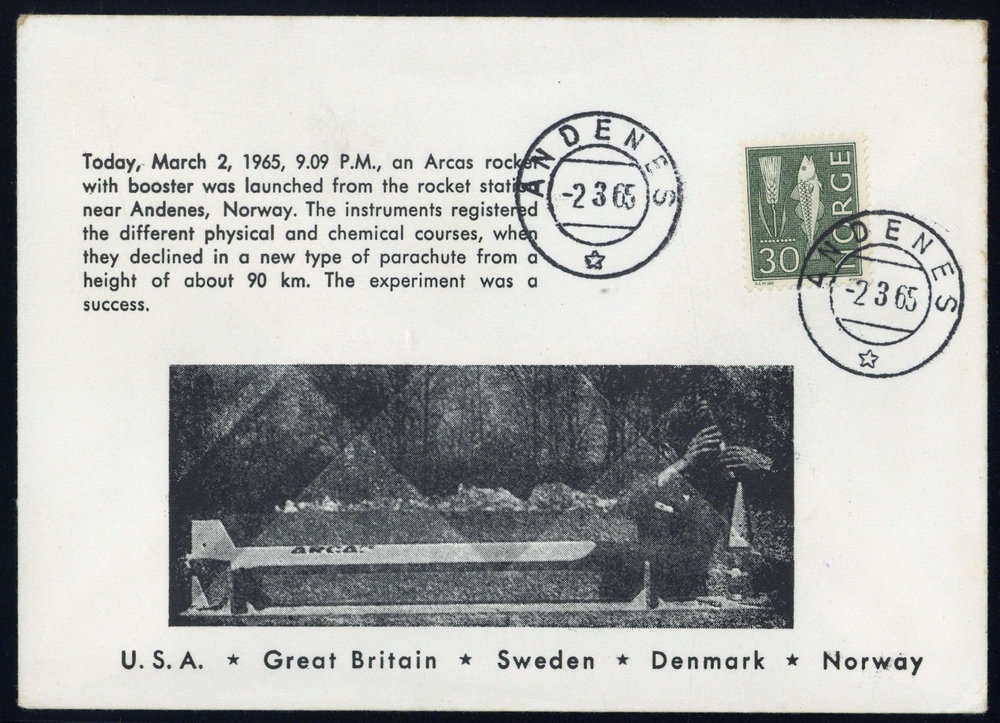 Today, March 2, 1965, 9.09 P.M., an Arcas rocket
with booster was launched from the rocket station
near Andenes, Norway. The instruments registered
the different physical and chemical courses, when
they declined in a new type of parachute from a
height of about 90 km. The experiment was a
success.
ANDENES
-2 3 65
NORGE
30
ANDENES
-2 3 65
ARCAS
U. S. A. ★ Great Britain ★ Sweden ★ Denmark ★ Norway